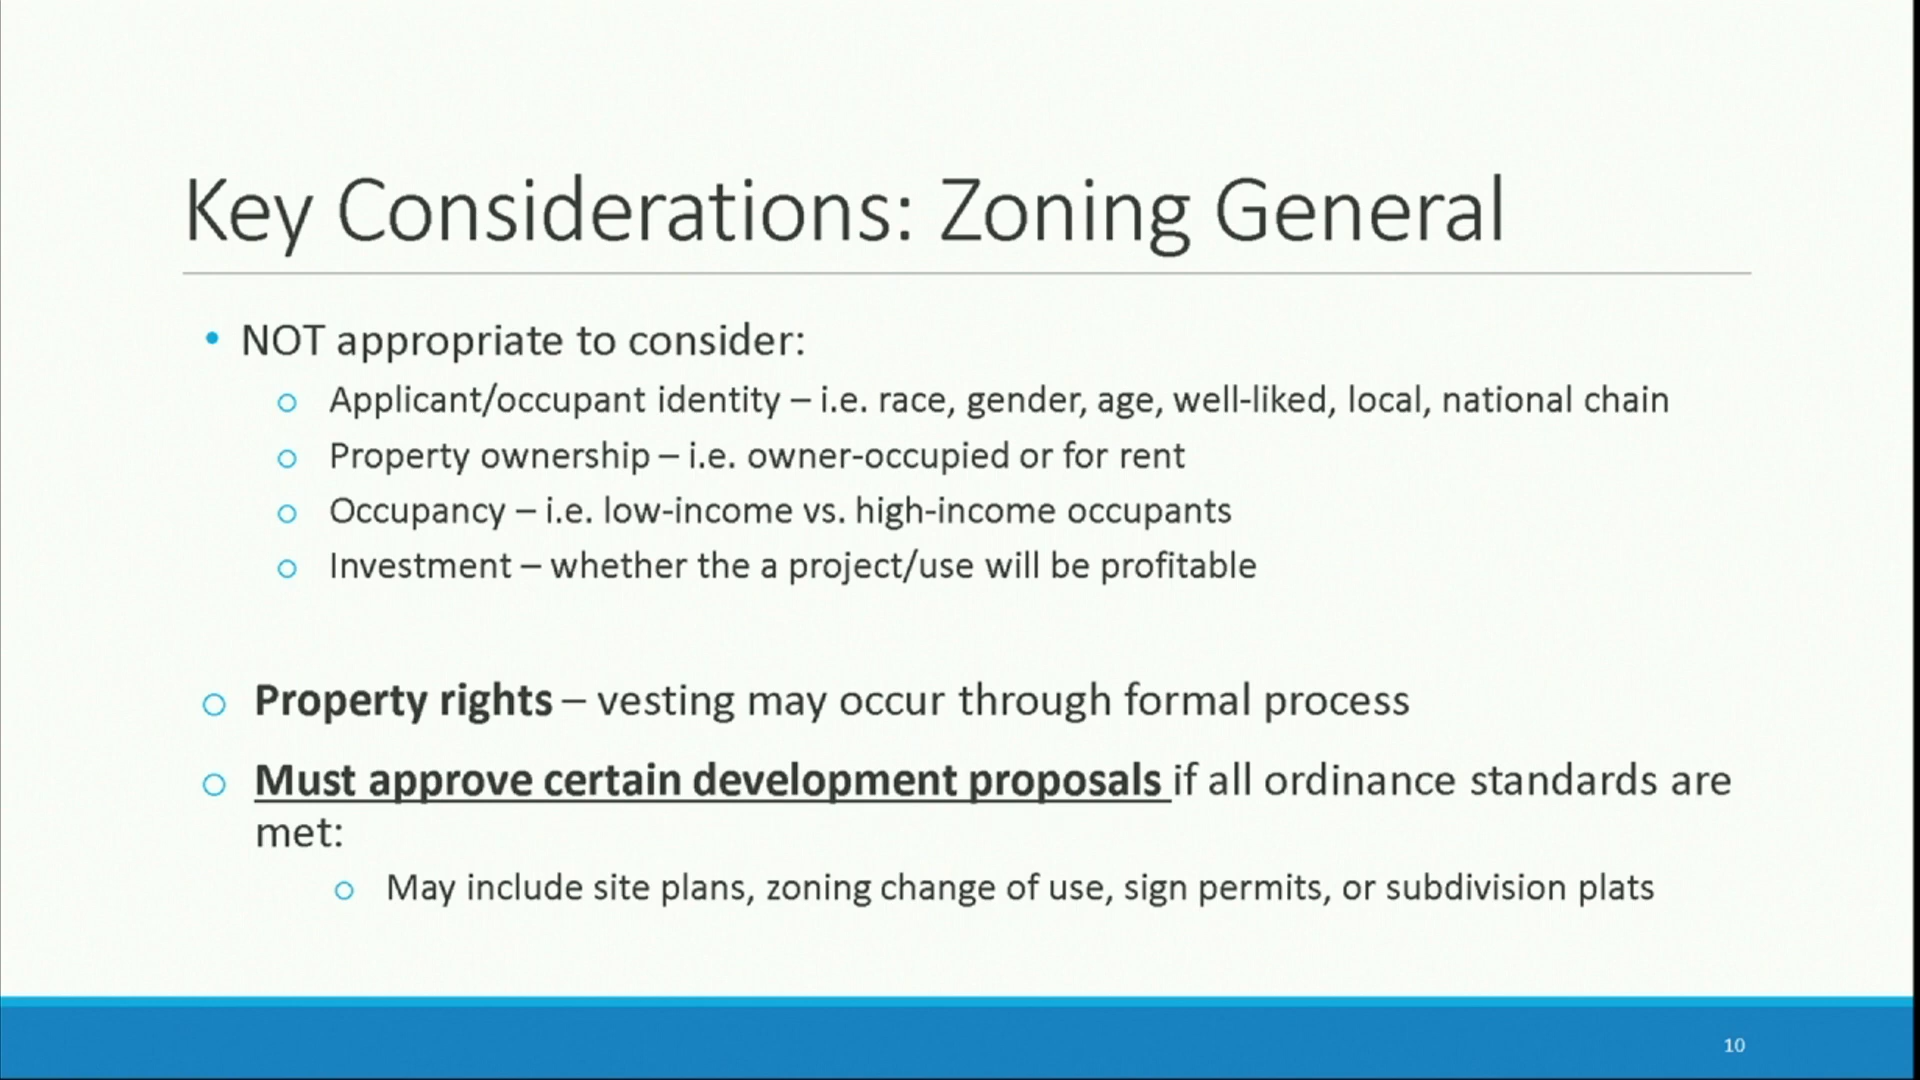 Key Considerations: Zoning General
• NOT appropriate to consider:
o Applicant/occupant identity – i.e. race, gender, age, well-liked, local, national chain
o Property ownership – i.e. owner-occupied or for rent
o Occupancy – i.e. low-income vs. high-income occupants
o Investment – whether the a project/use will be profitable
o Property rights – vesting may occur through formal process
o Must approve certain development proposals if all ordinance standards are
met:
o May include site plans, zoning change of use, sign permits, or subdivision plats
10